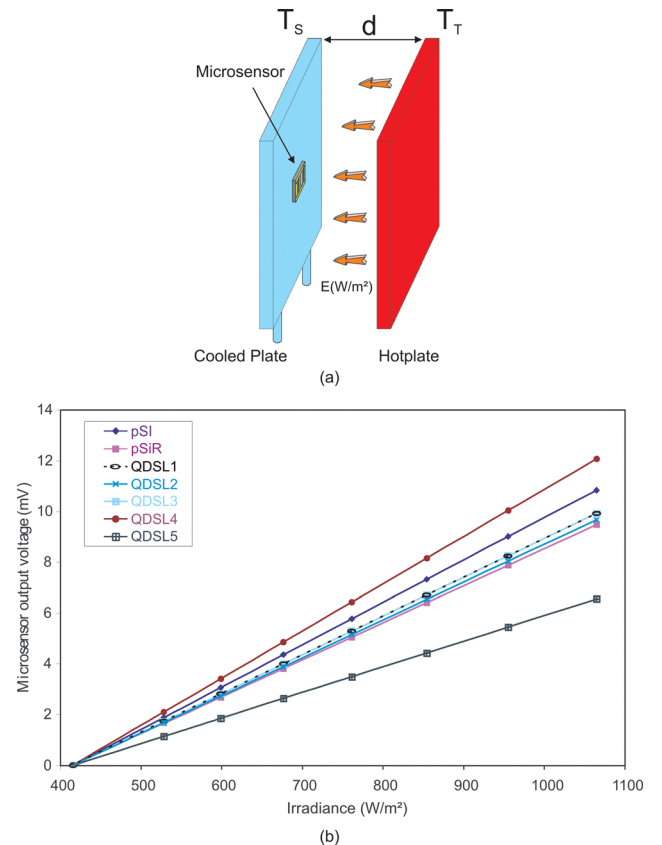 T_S d T_T
Microsensor
E(W/m²)
Cooled Plate Hotplate
(a)
14
12
10
8
6
4
2
0
Microsensor output voltage (mV)
pSI
pSiR
QDSL1
QDSL2
QDSL3
QDSL4
QDSL5
400 500 600 700 800 900 1000 1100
Irradiance (W/m²)
(b)